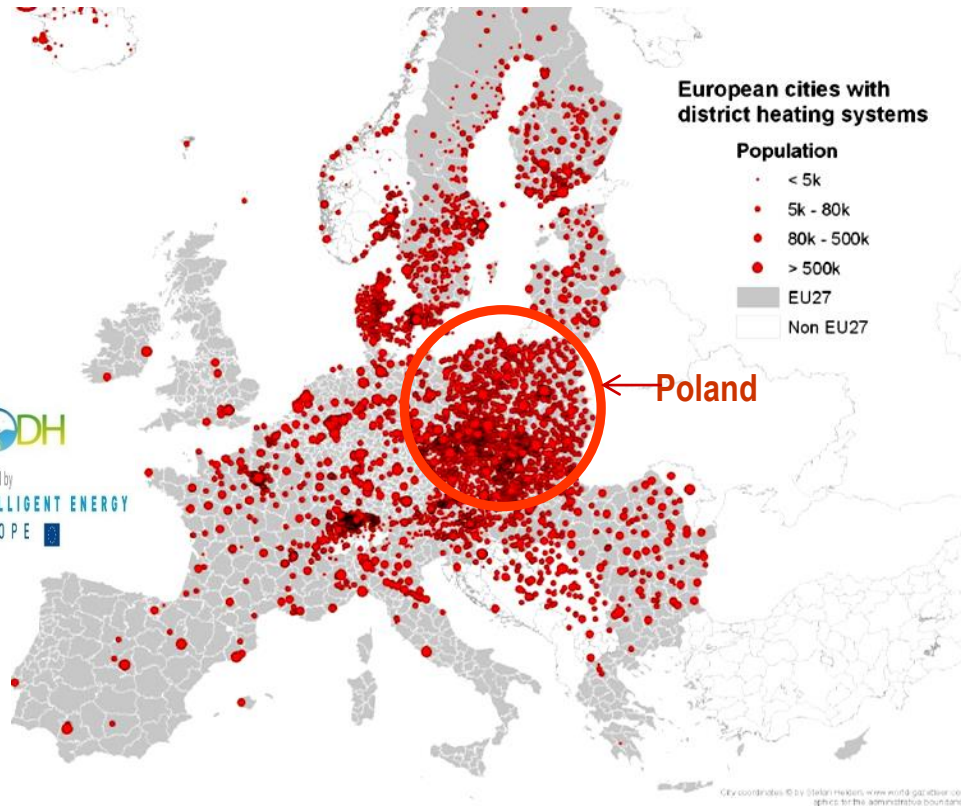 European cities with
district heating systems
Population
< 5k
5k - 80k
80k - 500k
> 500k
EU27
Non EU27
Poland
DH
by
LLIGENT ENERGY
OPE